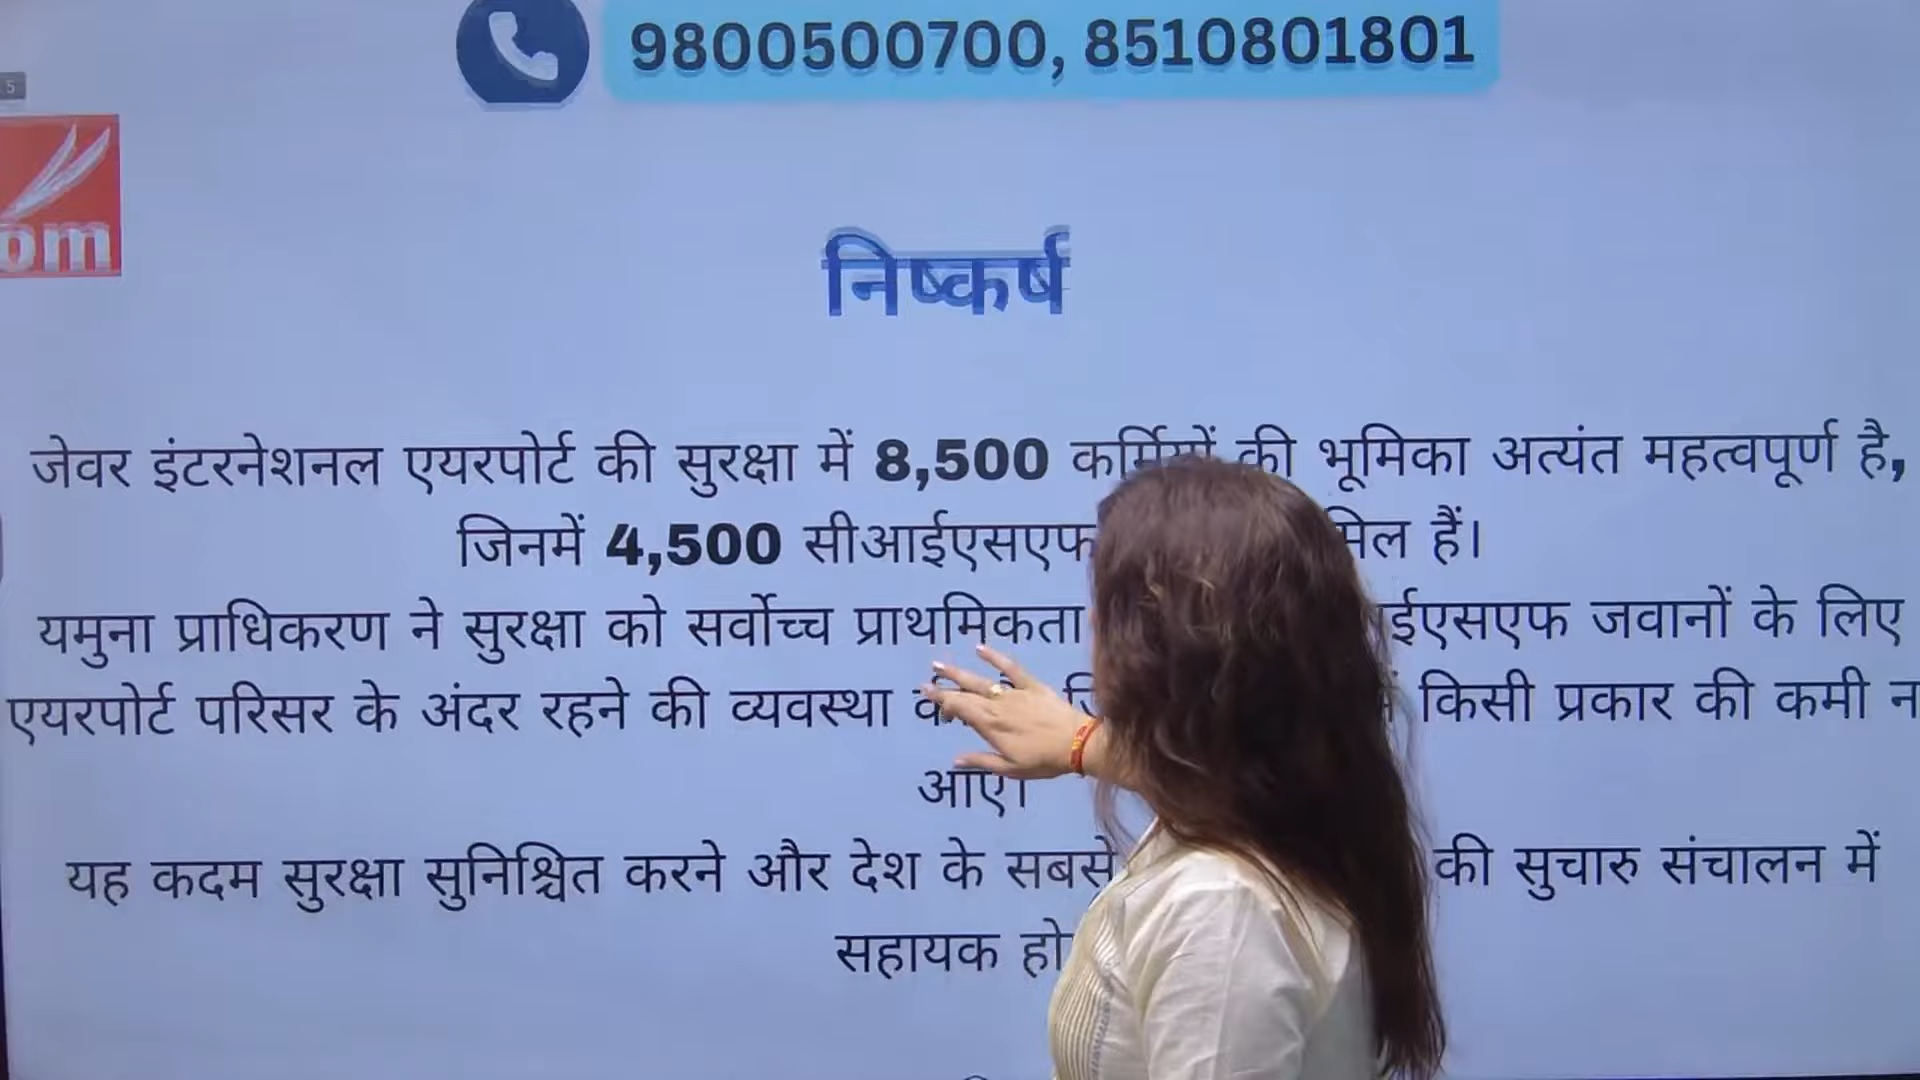 9800500700, 8510801801
5
om
निष्कर्ष
जेवर इंटरनेशनल एयरपोर्ट की सुरक्षा में 8,500 कर्मियों की भूमिका अत्यंत महत्वपूर्ण है,
जिनमें 4,500 सीआईएसएफ हैं।
यमुना प्राधिकरण ने सुरक्षा को सर्वोच्च प्राथमिकता जवानों के लिए
एयरपोर्ट परिसर के अंदर रहने की व्यवस्था किसी प्रकार की कमी न
आए।
यह कदम सुरक्षा सुनिश्चित करने और देश के सबसे की सुचारु संचालन में
सहायक